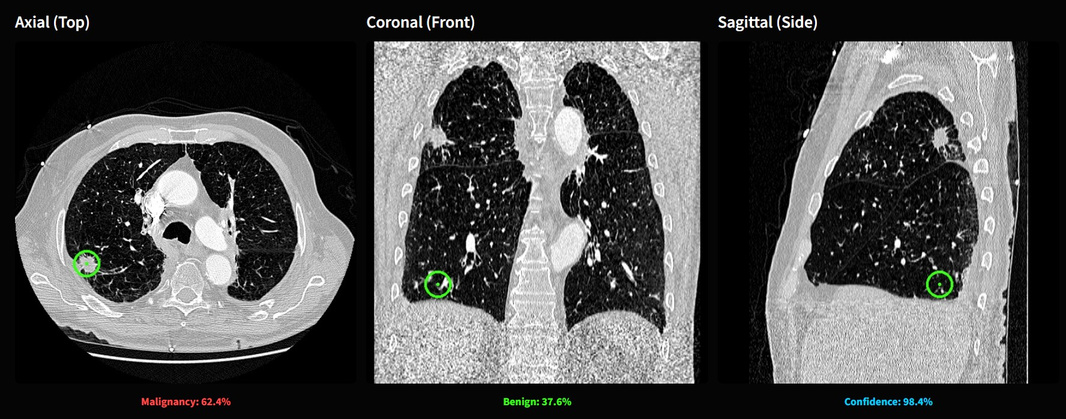 Axial (Top)
Coronal (Front)
Sagittal (Side)
Malignancy: 62.4%
Benign: 37.6%
Confidence: 98.4%